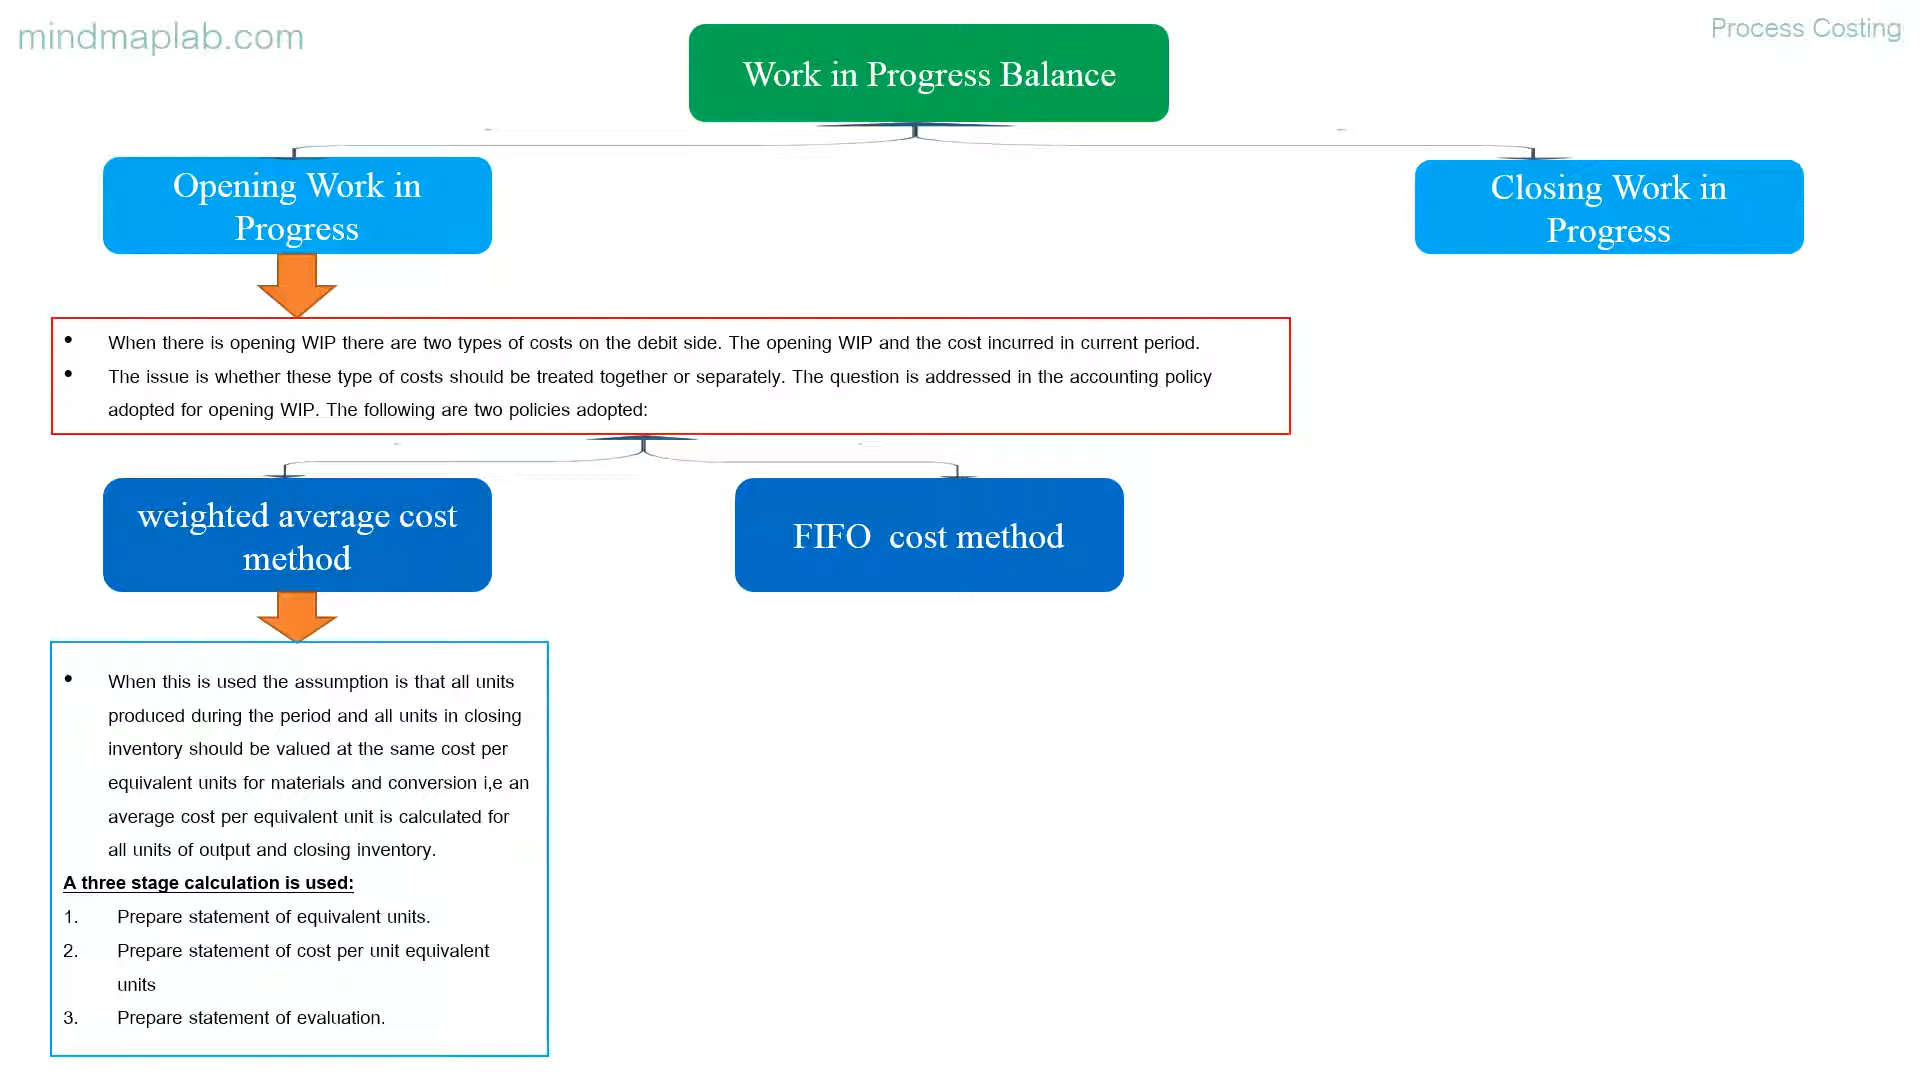 mindmaplab.com
Process Costing
Work in Progress Balance
Opening Work in
Progress
Closing Work in
Progress
• When there is opening WIP there are two types of costs on the debit side. The opening WIP and the cost incurred in current period.
• The issue is whether these type of costs should be treated together or separately. The question is addressed in the accounting policy
adopted for opening WIP. The following are two policies adopted:
weighted average cost
method
FIFO  cost method
• When this is used the assumption is that all units
produced during the period and all units in closing
inventory should be valued at the same cost per
equivalent units for materials and conversion i,e an
average cost per equivalent unit is calculated for
all units of output and closing inventory.
A three stage calculation is used:
1. Prepare statement of equivalent units.
2. Prepare statement of cost per unit equivalent
units
3. Prepare statement of evaluation.